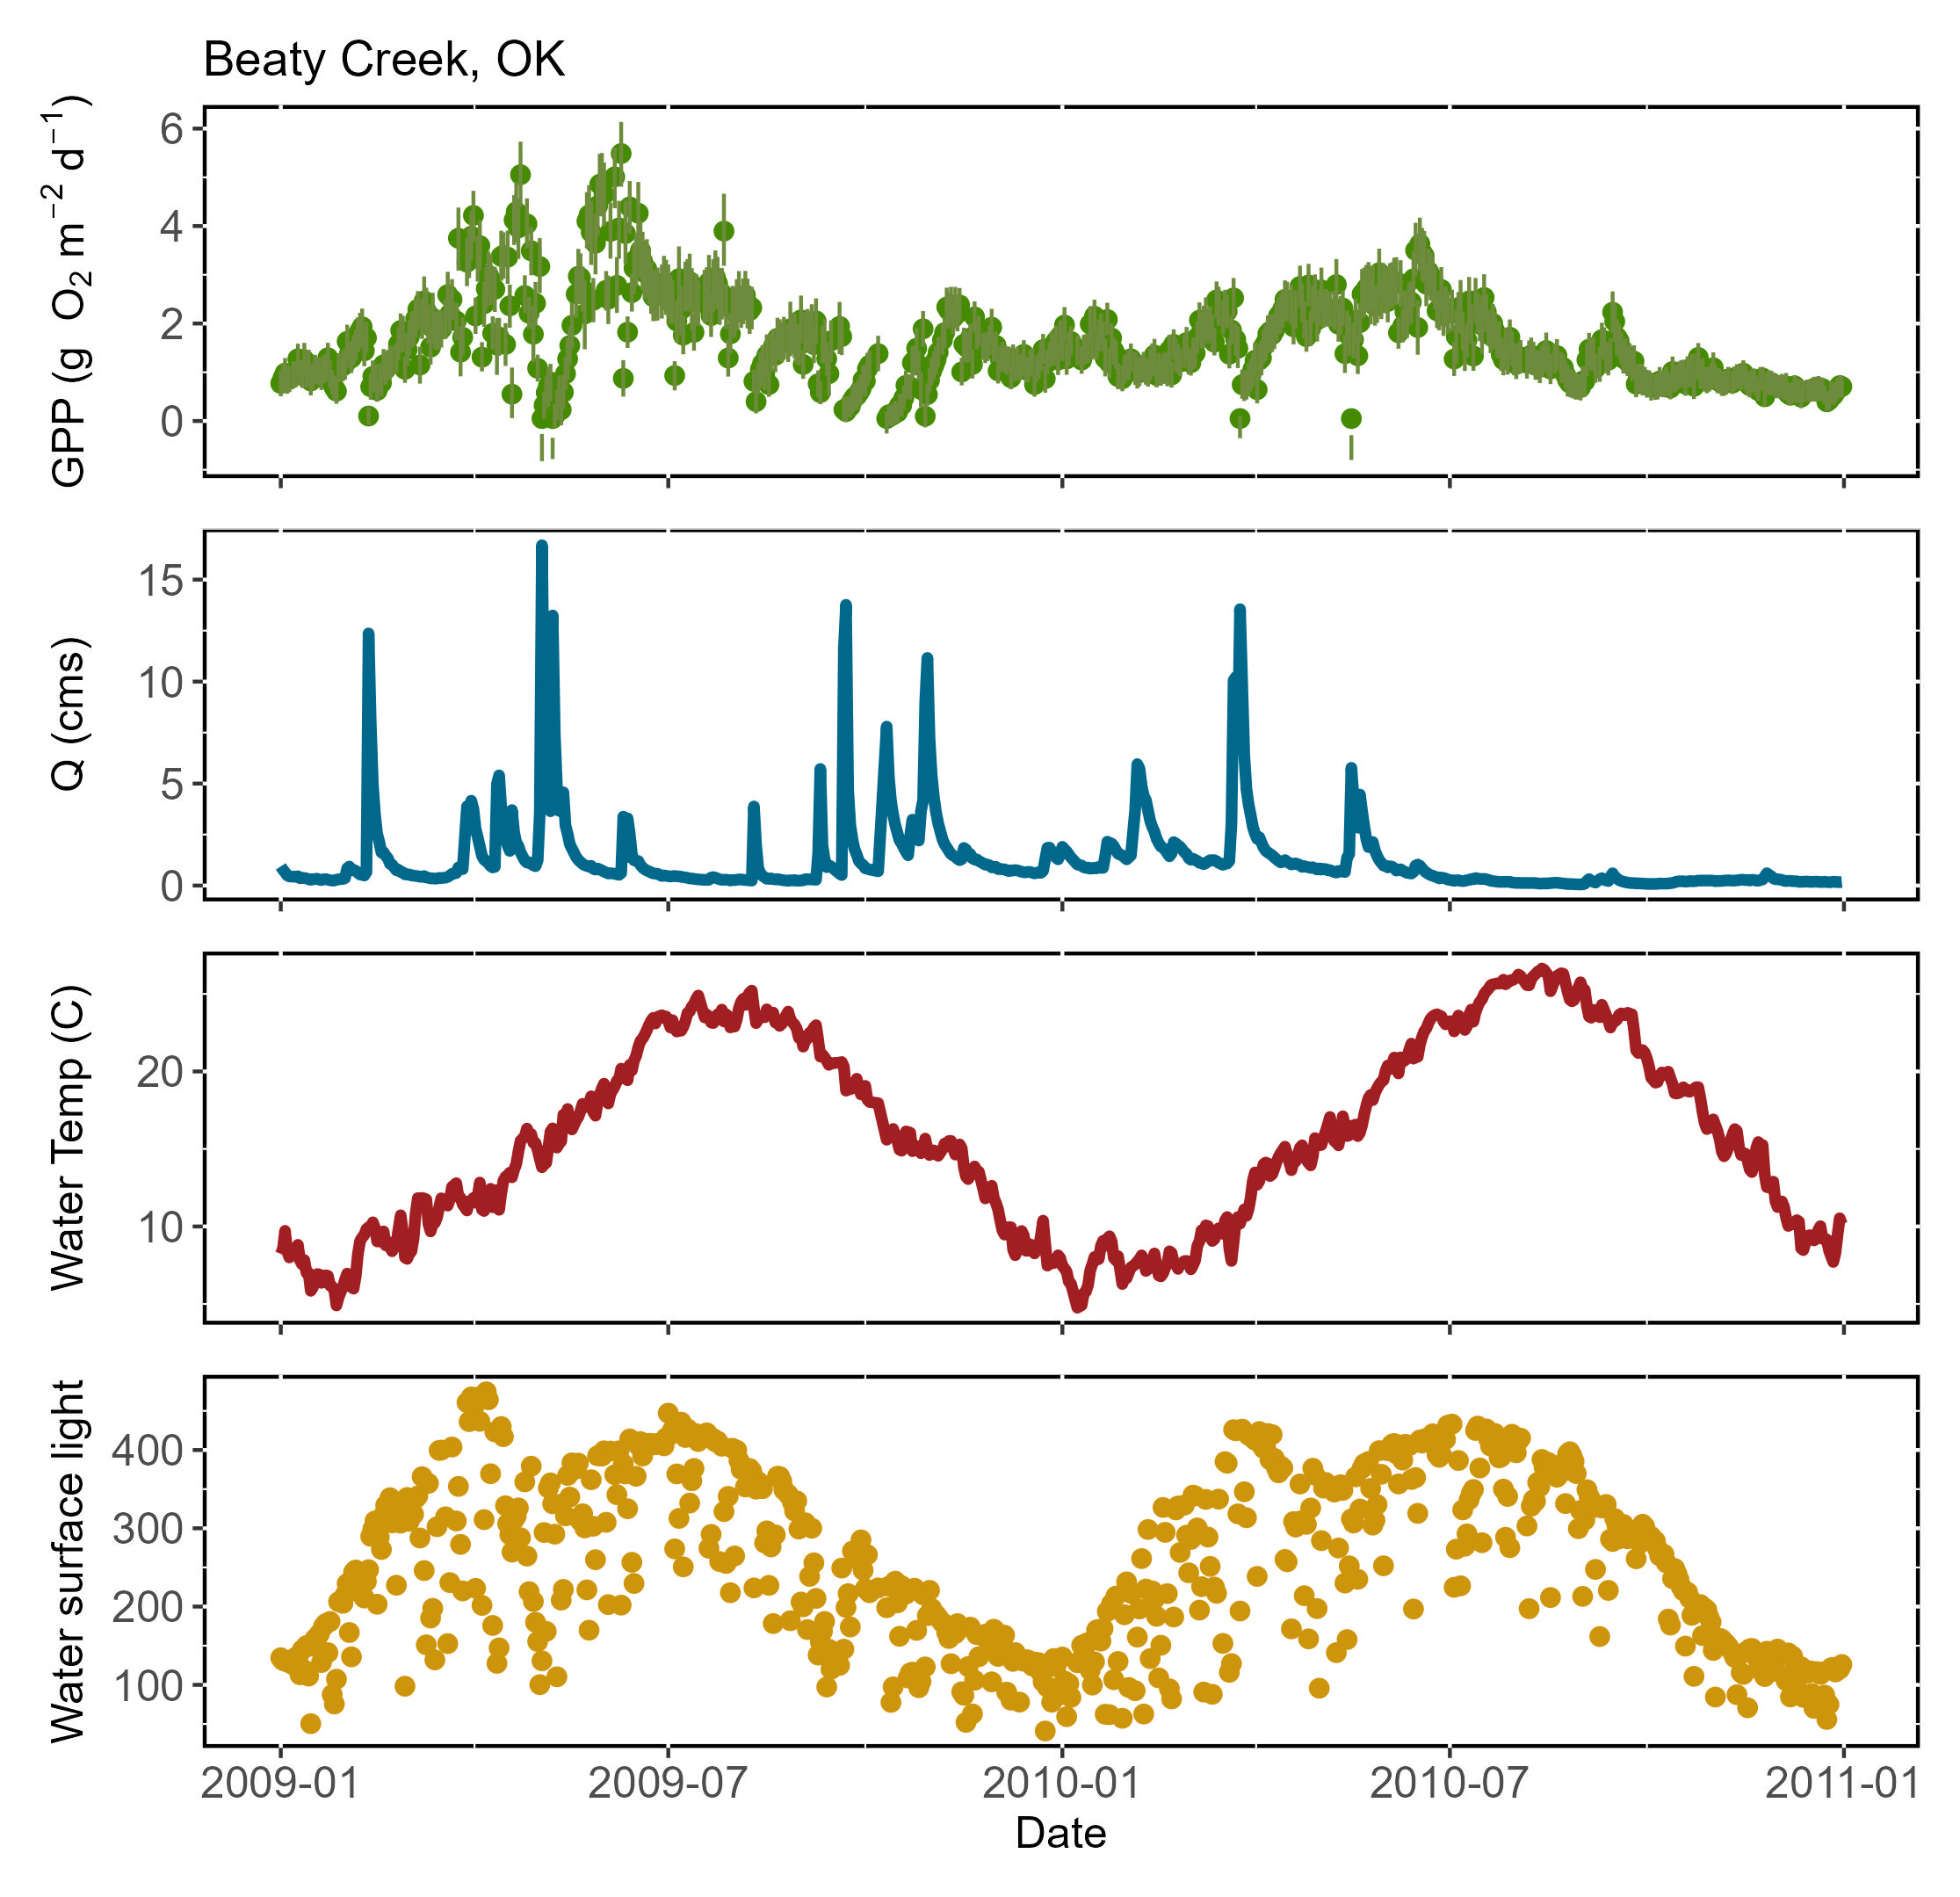 Beaty Creek, OK
GPP (g O₂ m⁻² d⁻¹)
6
4
2
0
Q (cms)
15
10
5
0
Water Temp (C)
20
10
Water surface light
400
300
200
100
2009-01 2009-07 2010-01 2010-07 2011-01
Date